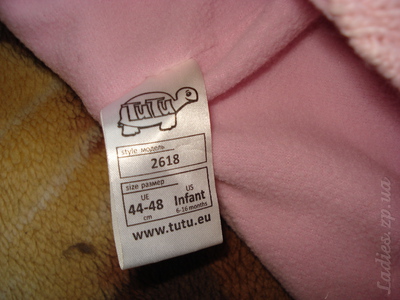 TuTu
style модель
2618
size размер
UE US
44-48 Infant
cm 6-16 months
www.tutu.eu
Ladies.zp.ua